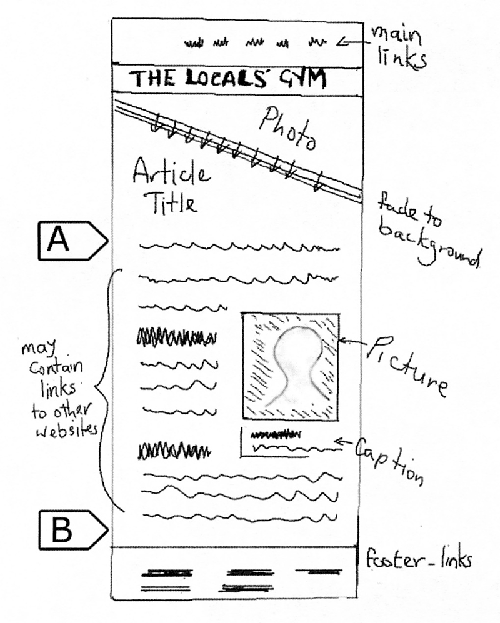 main
links
THE LOCALS' GYM
Photo
Article
Title
fade to
background
A
may
contain
links
to other
websites
Picture
Caption
B
footer-links